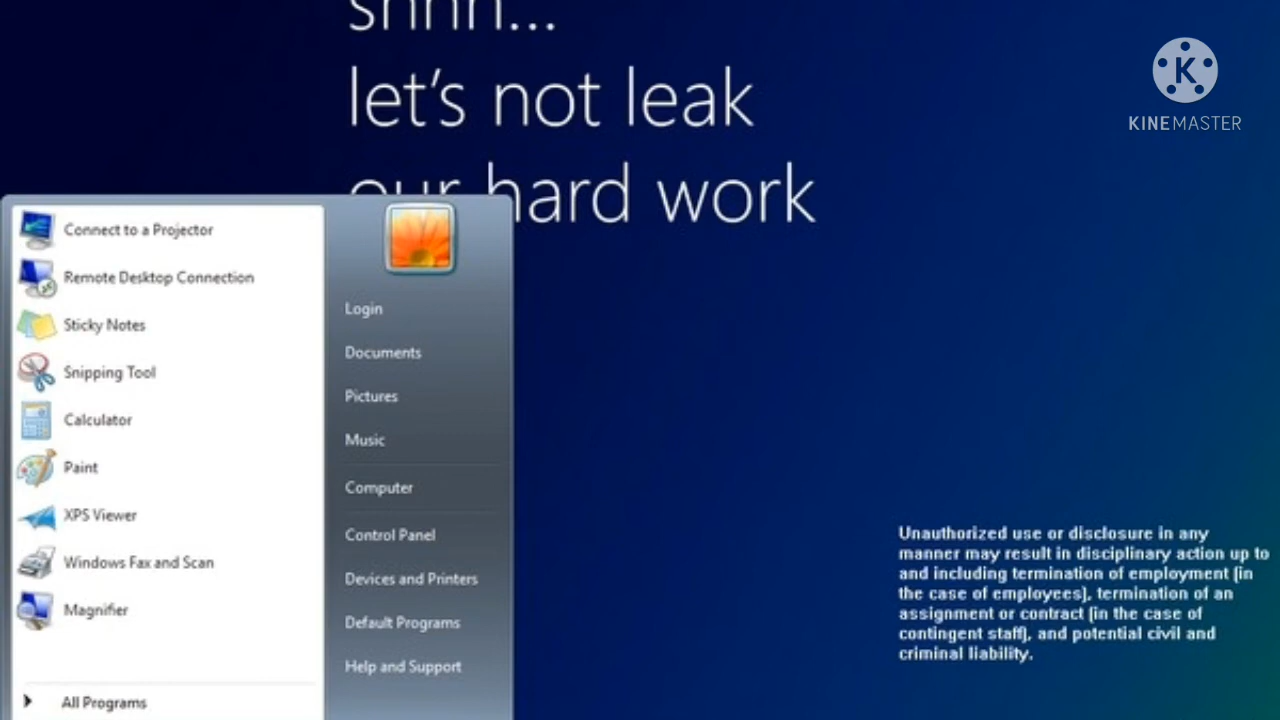 shhh...
let's not leak
our hard work
KINEMASTER
Connect to a Projector
Remote Desktop Connection
Sticky Notes
Snipping Tool
Calculator
Paint
XPS Viewer
Windows Fax and Scan
Magnifier
All Programs
Login
Documents
Pictures
Music
Computer
Control Panel
Devices and Printers
Default Programs
Help and Support
Unauthorized use or disclosure in any
manner may result in disciplinary action up to
and including termination of employment (in
the case of employees), termination of an
assignment or contract (in the case of
contingent staff), and potential civil and
criminal liability.